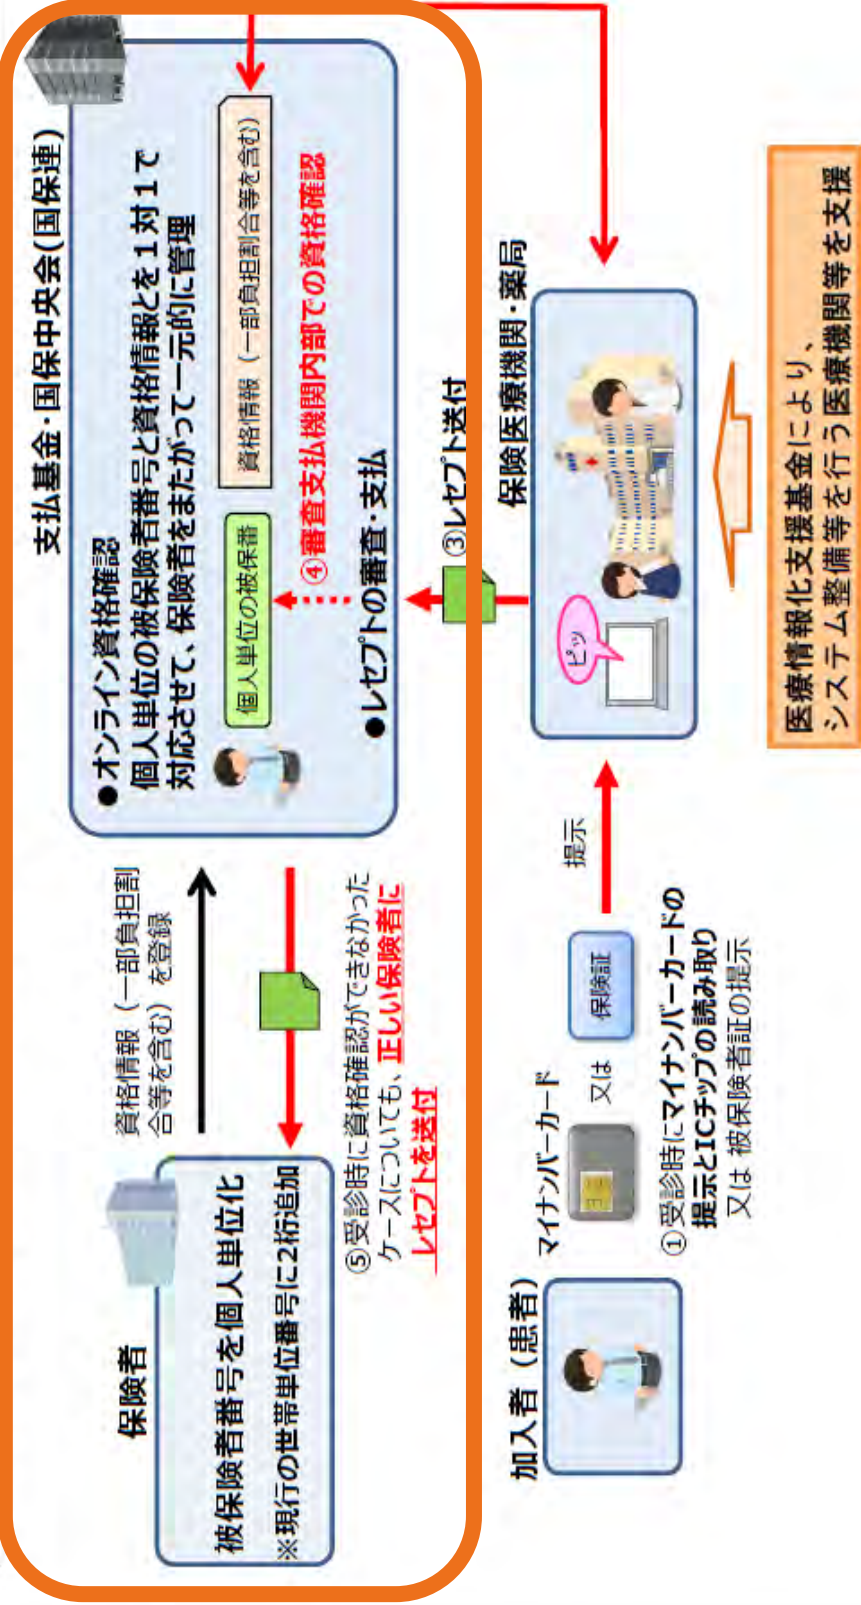 保険者
被保険者番号を個人単位化
※現行の世帯単位番号に2桁追加
資格情報（一部負担割
合等を含む）を登録
⑤受診時に資格確認ができなかった
ケースについても、正しい保険者に
レセプトを送付
支払基金・国保中央会(国保連)
●オンライン資格確認
個人単位の被保険者番号と資格情報とを１対１で
対応させて、保険者をまたがって一元的に管理
個人単位の被保番
資格情報（一部負担割合等を含む）
④審査支払機関内部での資格確認
●レセプトの審査・支払
③レセプト送付
加入者（患者）
マイナンバーカード
又は
保険証
提示
①受診時にマイナンバーカードの
提示とICチップの読み取り
又は 被保険者証の提示
保険医療機関・薬局
ピッ
医療情報化支援基金により、
システム整備等を行う医療機関等を支援